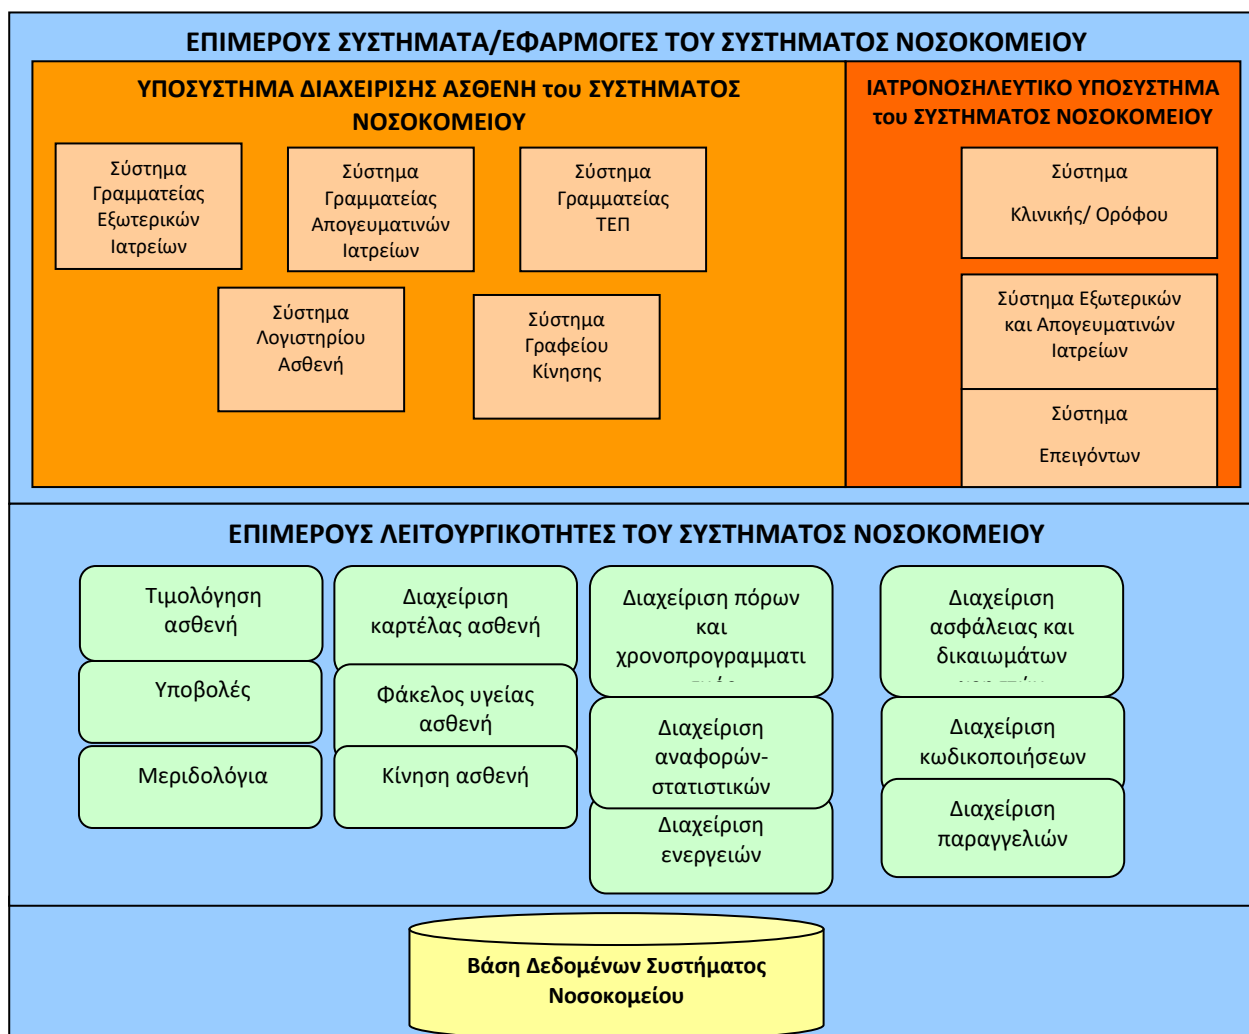 ΕΠΙΜΕΡΟΥΣ ΣΥΣΤΗΜΑΤΑ/ΕΦΑΡΜΟΓΕΣ ΤΟΥ ΣΥΣΤΗΜΑΤΟΣ ΝΟΣΟΚΟΜΕΙΟΥ
ΥΠΟΣΥΣΤΗΜΑ ΔΙΑΧΕΙΡΙΣΗΣ ΑΣΘΕΝΗ του ΣΥΣΤΗΜΑΤΟΣ
ΝΟΣΟΚΟΜΕΙΟΥ
Σύστημα
Γραμματείας
Εξωτερικών
Ιατρείων
Σύστημα
Γραμματείας
Απογευματινών
Ιατρείων
Σύστημα
Γραμματείας
ΤΕΠ
Σύστημα
Λογιστηρίου
Ασθενή
Σύστημα
Γραφείου
Κίνησης
ΙΑΤΡΟΝΟΣΗΛΕΥΤΙΚΟ ΥΠΟΣΥΣΤΗΜΑ
του ΣΥΣΤΗΜΑΤΟΣ ΝΟΣΟΚΟΜΕΙΟΥ
Σύστημα
Κλινικής/ Ορόφου
Σύστημα Εξωτερικών
και Απογευματινών
Ιατρείων
Σύστημα
Επειγόντων
ΕΠΙΜΕΡΟΥΣ ΛΕΙΤΟΥΡΓΙΚΟΤΗΤΕΣ ΤΟΥ ΣΥΣΤΗΜΑΤΟΣ ΝΟΣΟΚΟΜΕΙΟΥ
Τιμολόγηση
ασθενή
Υποβολές
Μεριδολόγια
Διαχείριση
καρτέλας ασθενή
Φάκελος υγείας
ασθενή
Κίνηση ασθενή
Διαχείριση πόρων
και
χρονοπρογραμματι
Διαχείριση
αναφορών-
στατιστικών
Διαχείριση
ενεργειών
Διαχείριση
ασφάλειας και
δικαιωμάτων
Διαχείριση
κωδικοποιήσεων
Διαχείριση
παραγγελιών
Βάση Δεδομένων Συστήματος
Νοσοκομείου